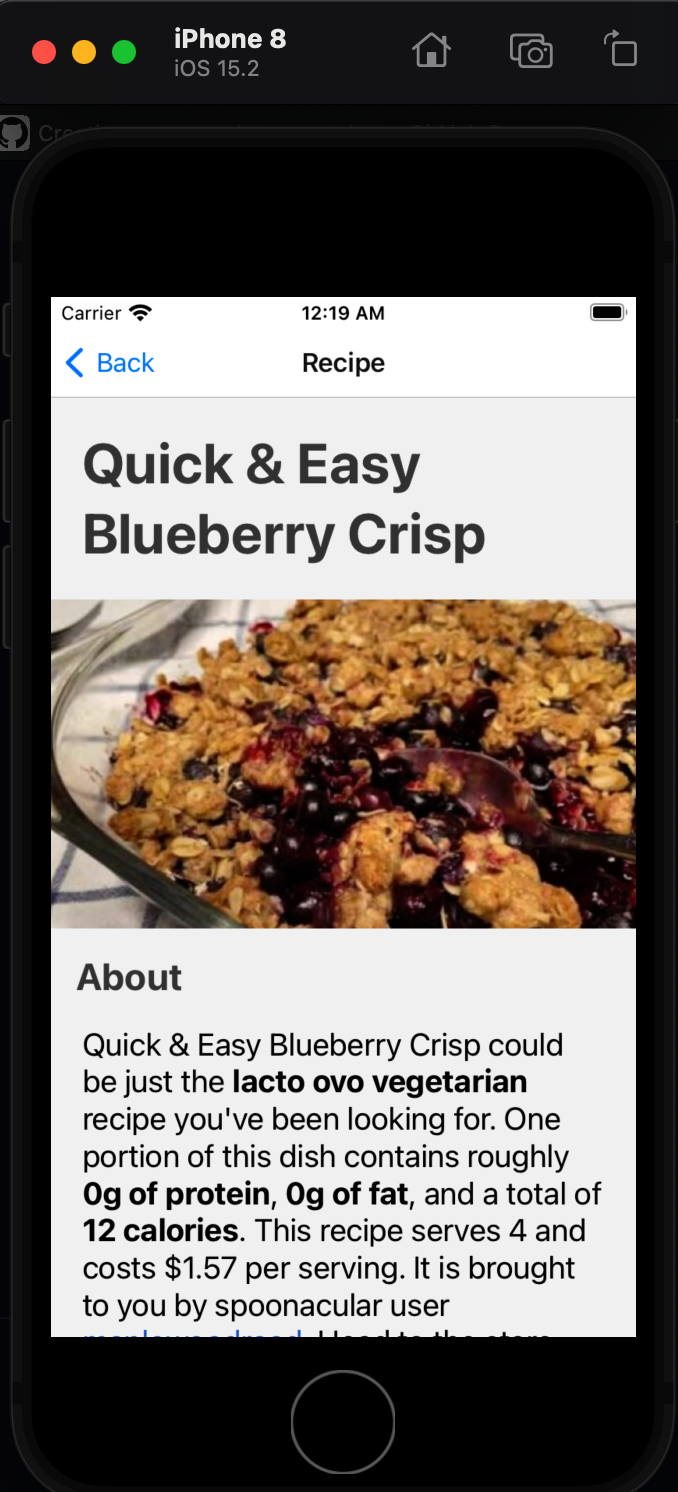 iPhone 8
iOS 15.2
Carrier 12:19 AM
Back Recipe
Quick & Easy
Blueberry Crisp
About
Quick & Easy Blueberry Crisp could
be just the lacto ovo vegetarian
recipe you've been looking for. One
portion of this dish contains roughly
0g of protein, 0g of fat, and a total of
12 calories. This recipe serves 4 and
costs $1.57 per serving. It is brought
to you by spoonacular user